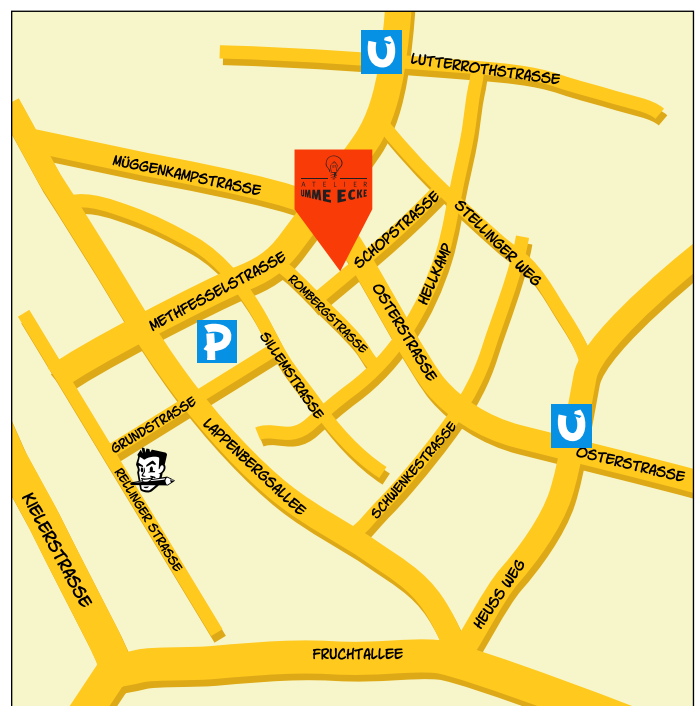 U
LUTTERROTHSTRASSE
MÜGGENKAMPSTRASSE
ATELIER
UMME ECKE
SCHOPSTRASSE
STELLINGER WEG
METHFESSELSTRASSE
HELLKAMP
ROMBERGSTRASSE
OSTERSTRASSE
P
SILLEMSTRASSE
GRUNDSTRASSE
U
LAPPENBERGSALLEE
SCHWENKESTRASSE
OSTERSTRASSE
RELLINGER STRASSE
KIELERSTRASSE
HEUSS WEG
FRUCHTALLEE